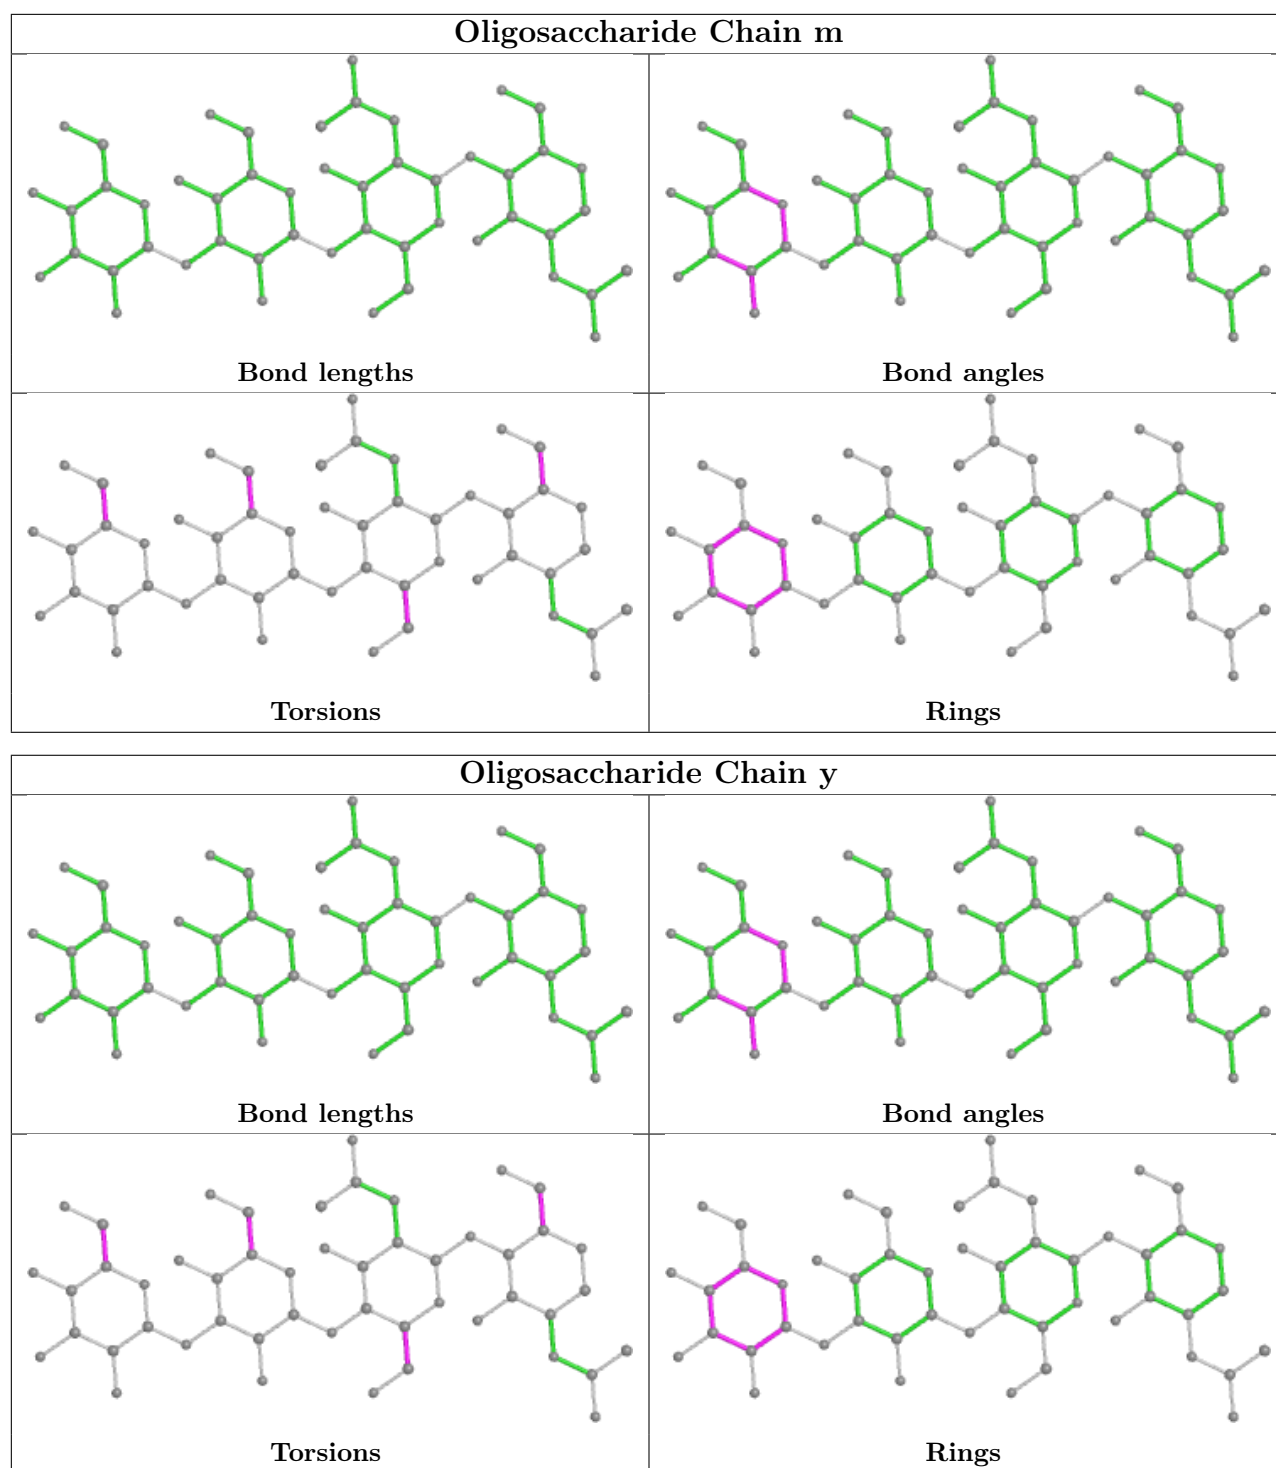 Oligosaccharide Chain m
Bond lengths
Bond angles
Torsions
Rings
Oligosaccharide Chain y
Bond lengths
Bond angles
Torsions
Rings